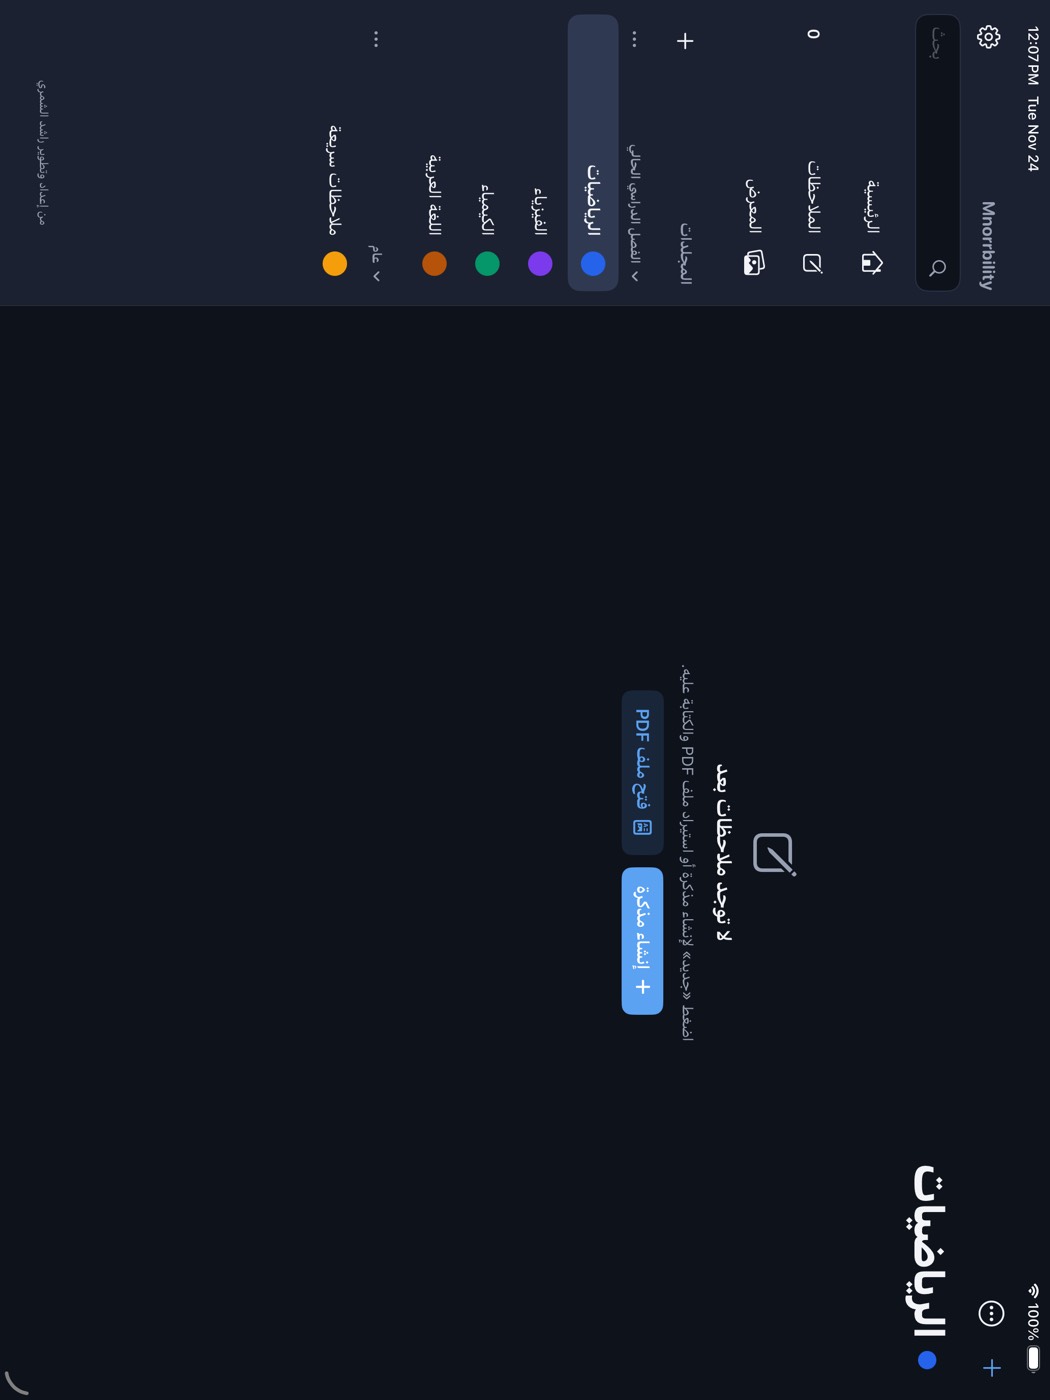 12:07 PM Tue Nov 24
100%
Mnorrbility
بحث
الرئيسية
الملاحظات
0
المعرض
المجلدات
الفصل الدراسي الحالي
الرياضيات
الفيزياء
الكيمياء
اللغة العربية
عام
ملاحظات سريعة
من إعداد وتطوير راشد الشمري
الرياضيات
لا توجد ملاحظات بعد
اضغط «جديد» لإنشاء مذكرة أو استيراد ملف PDF والكتابة عليه.
إنشاء مذكرة
فتح ملف PDF